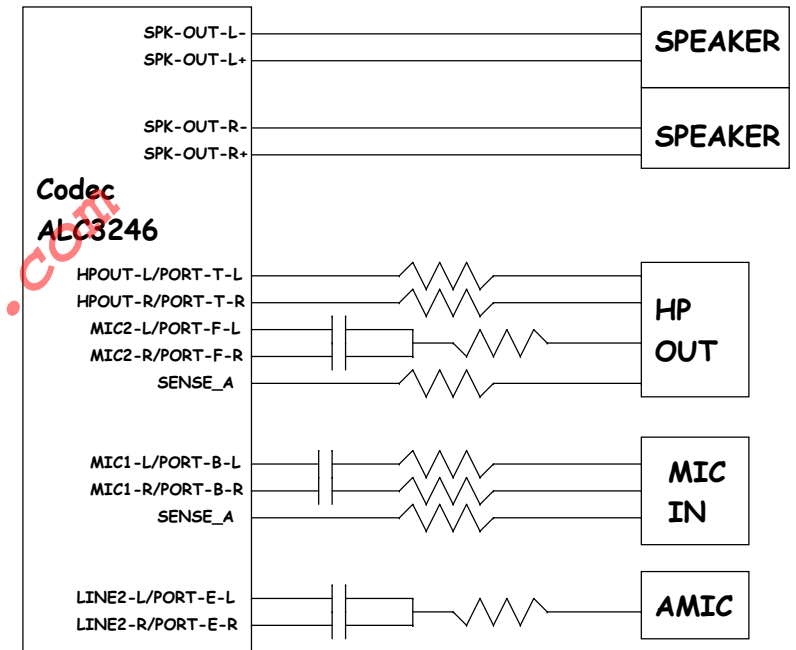 SPK-OUT-L-
SPK-OUT-L+
SPEAKER
SPK-OUT-R-
SPK-OUT-R+
SPEAKER
Codec
ALC3246
.com
HPOUT-L/PORT-T-L
HPOUT-R/PORT-T-R
MIC2-L/PORT-F-L
MIC2-R/PORT-F-R
SENSE_A
HP
OUT
MIC1-L/PORT-B-L
MIC1-R/PORT-B-R
SENSE_A
MIC
IN
LINE2-L/PORT-E-L
LINE2-R/PORT-E-R
AMIC